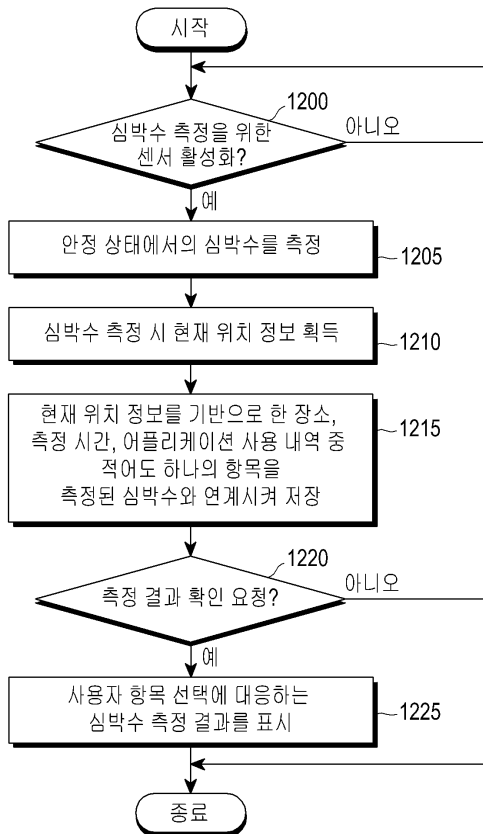 시작
1200
심박수 측정을 위한
센서 활성화?
아니오
예
안정 상태에서의 심박수를 측정
1205
심박수 측정 시 현재 위치 정보 획득
1210
현재 위치 정보를 기반으로 한 장소,
측정 시간, 어플리케이션 사용 내역 중
적어도 하나의 항목을
측정된 심박수와 연계시켜 저장
1215
1220
측정 결과 확인 요청?
아니오
예
사용자 항목 선택에 대응하는
심박수 측정 결과를 표시
1225
종료